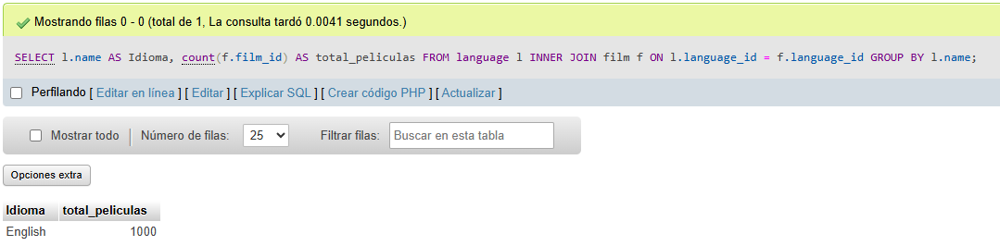 Mostrando filas 0 - 0 (total de 1, La consulta tardó 0.0041 segundos.)
SELECT l.name AS Idioma, count(f.film_id) AS total_peliculas FROM language l INNER JOIN film f ON l.language_id = f.language_id GROUP BY l.name;
Perfilando [ Editar en línea ] [ Editar ] [ Explicar SQL ] [ Crear código PHP ] [ Actualizar ]
Mostrar todo Número de filas: 25 Filtrar filas: Buscar en esta tabla
Opciones extra
Idioma total_peliculas
English 1000